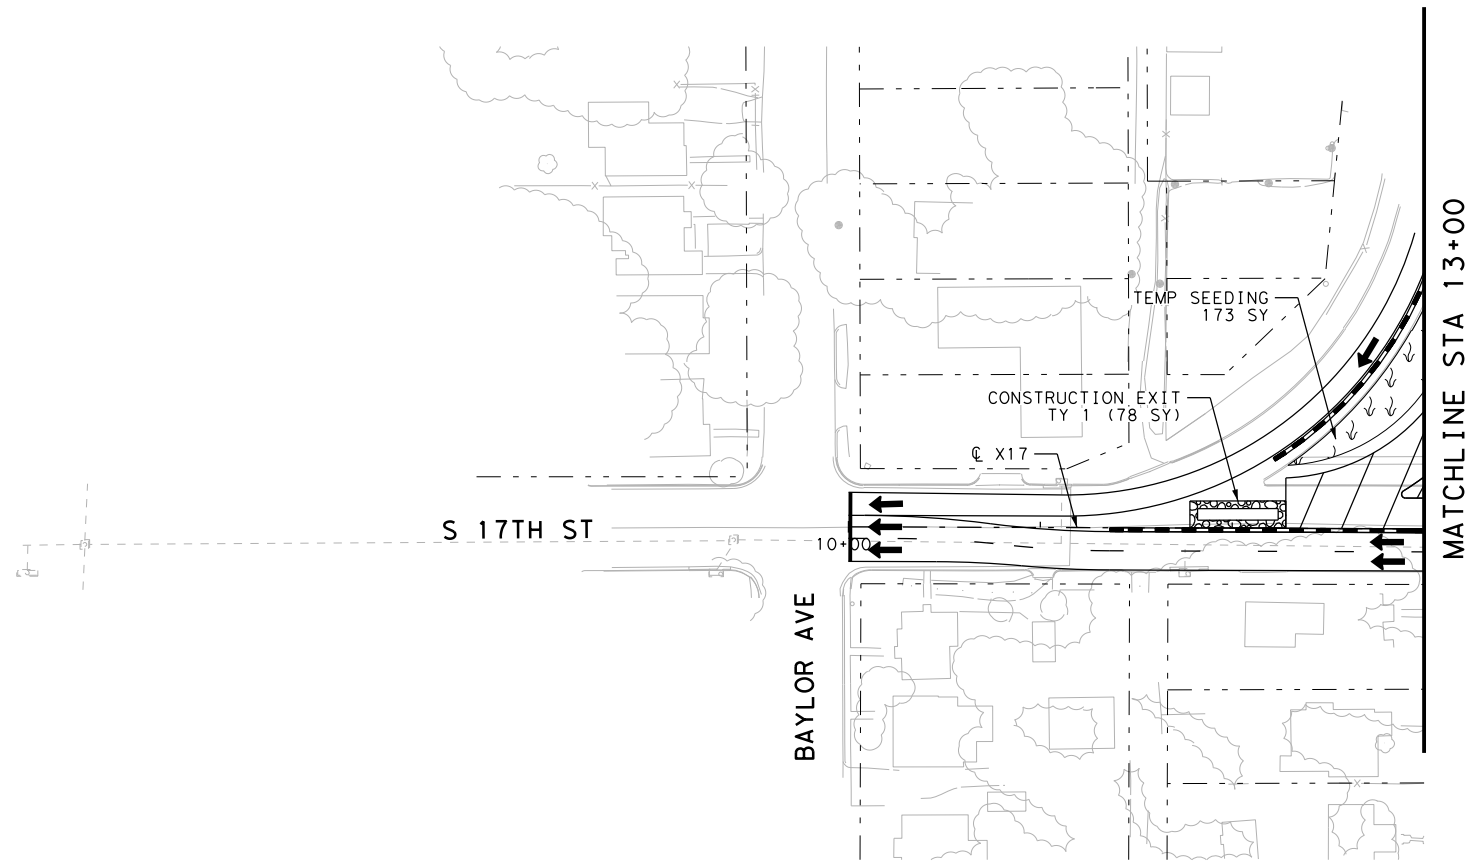 TEMP SEEDING
173 SY
CONSTRUCTION EXIT
TY 1 (78 SY)
℄ X17
S 17TH ST
10+00
BAYLOR AVE
MATCHLINE STA 13+00